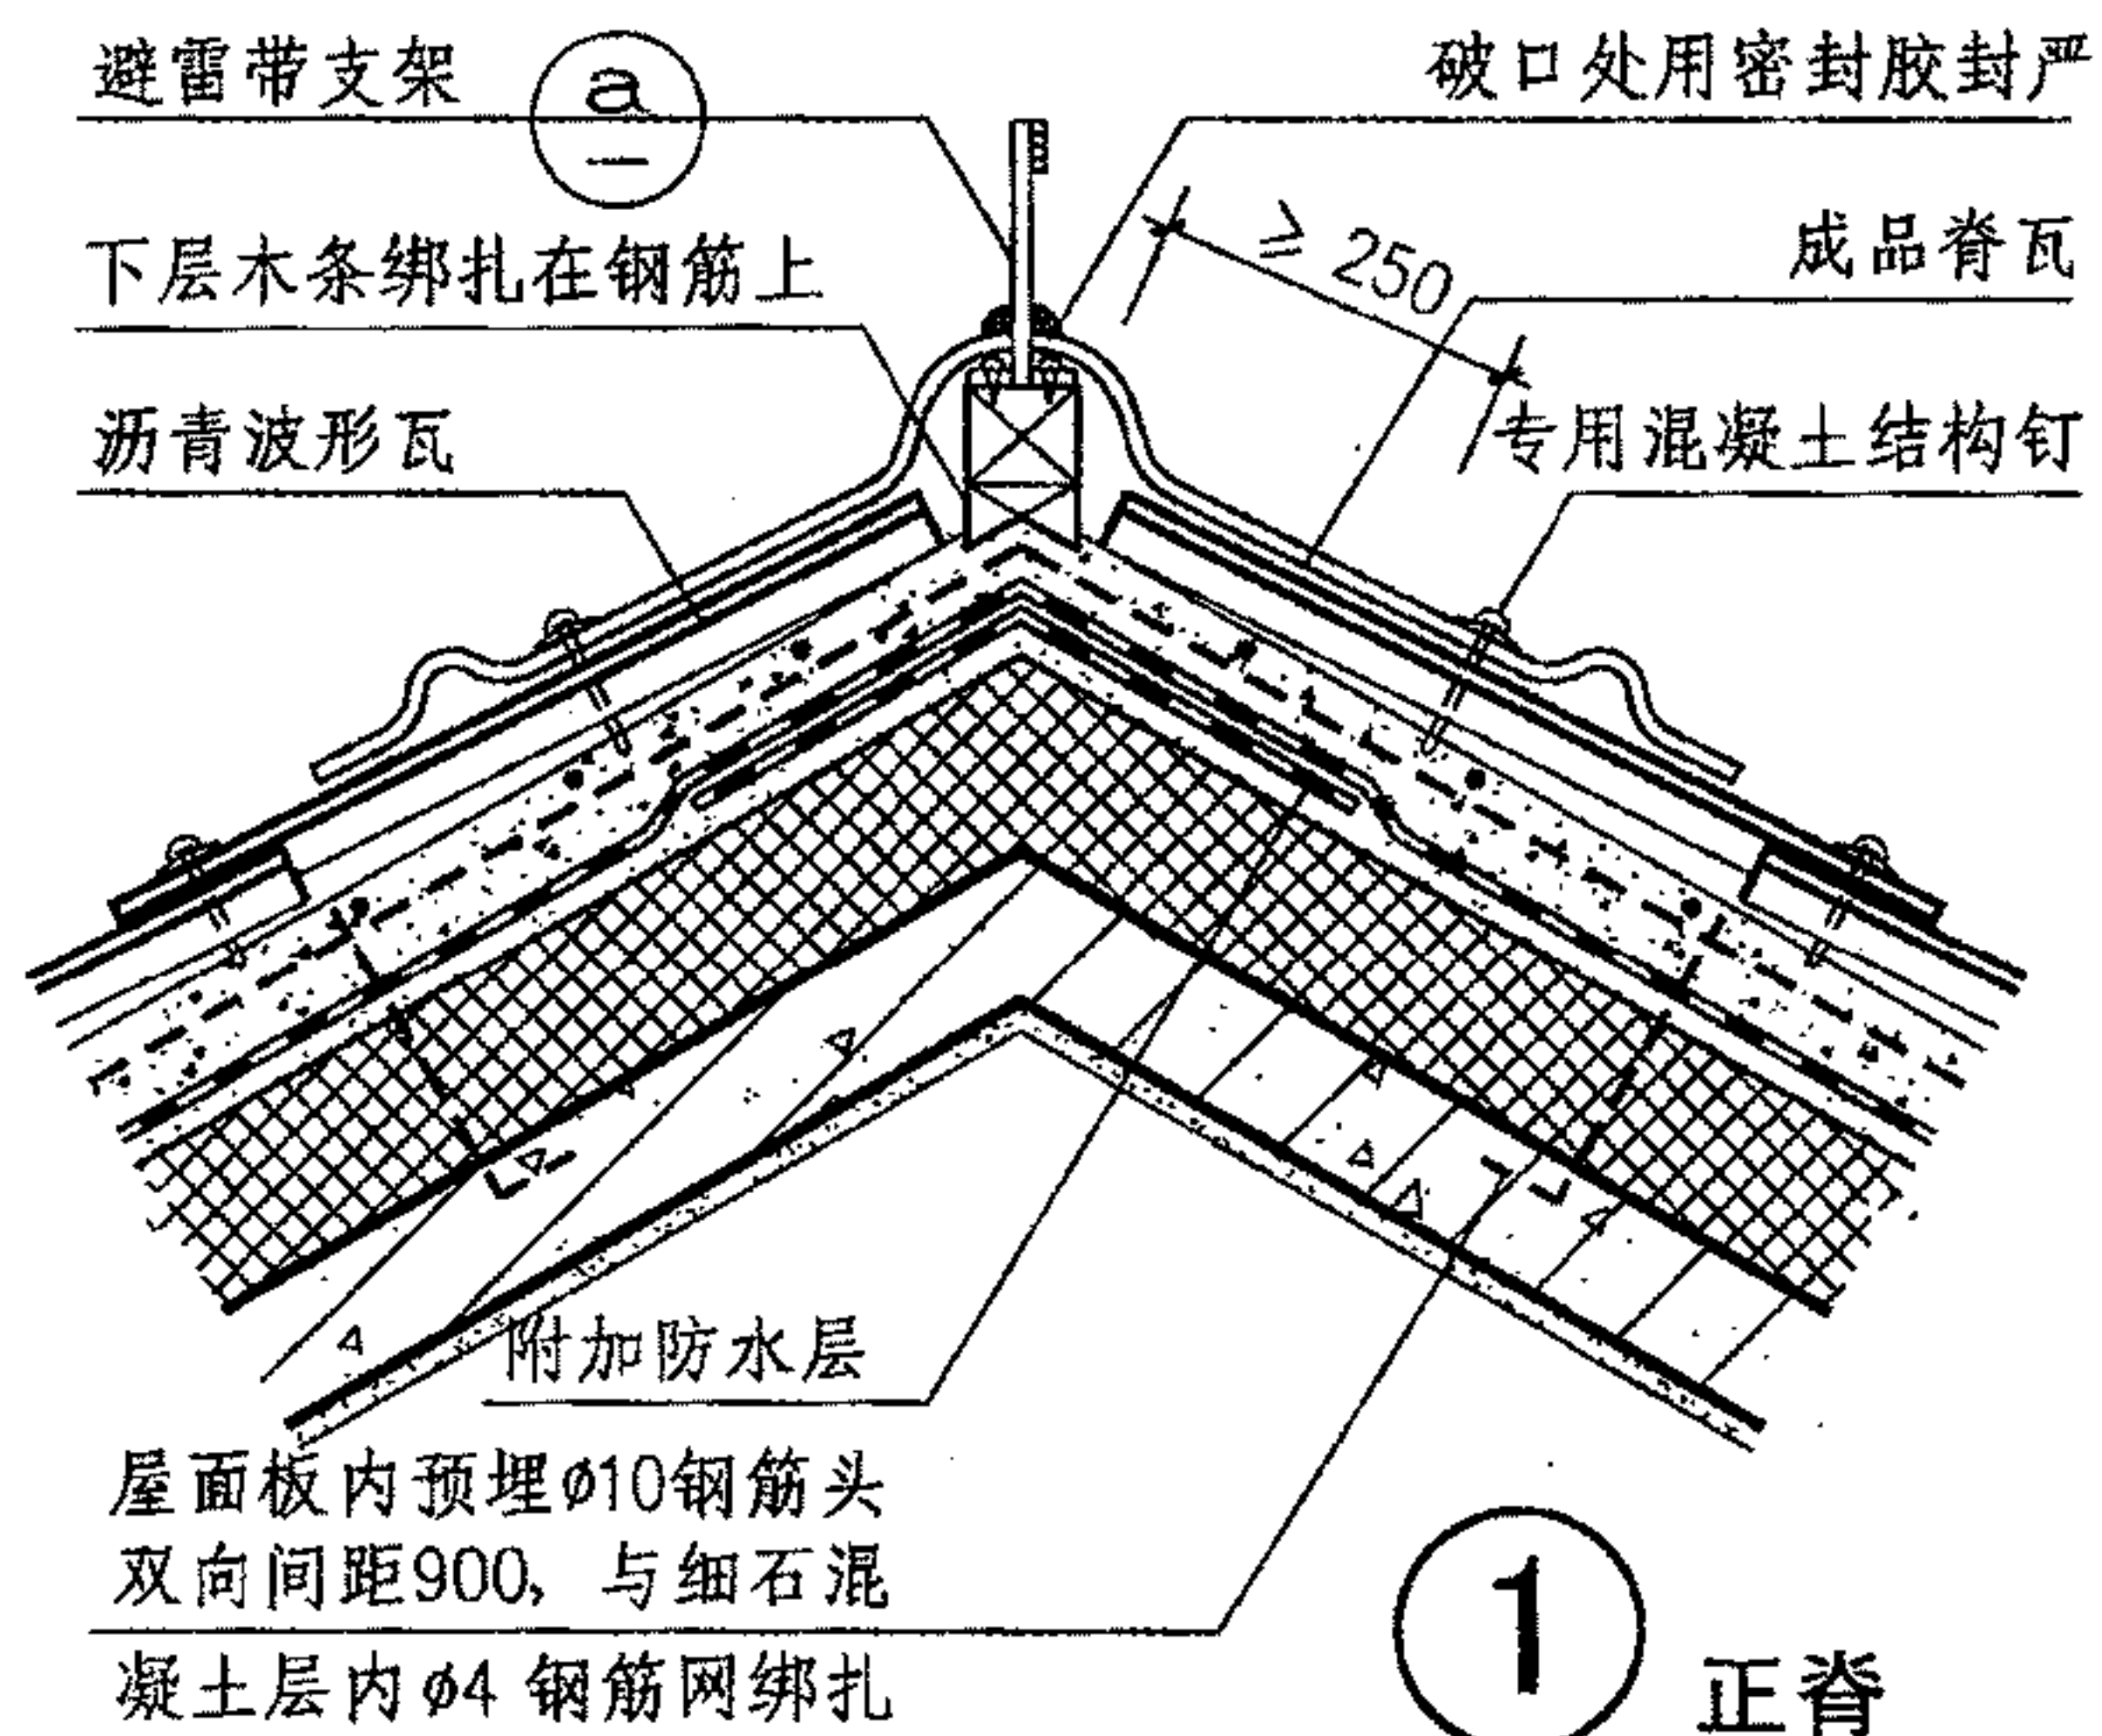 避雷带支架
a
—
破口处用密封胶封严
下层木条绑扎在钢筋上
≥ 250
成品脊瓦
沥青波形瓦
专用混凝土结构钉
附加防水层
屋面板内预埋ø10钢筋头
双向间距900, 与细石混
凝土层内ø4 钢筋网绑扎
1
正脊